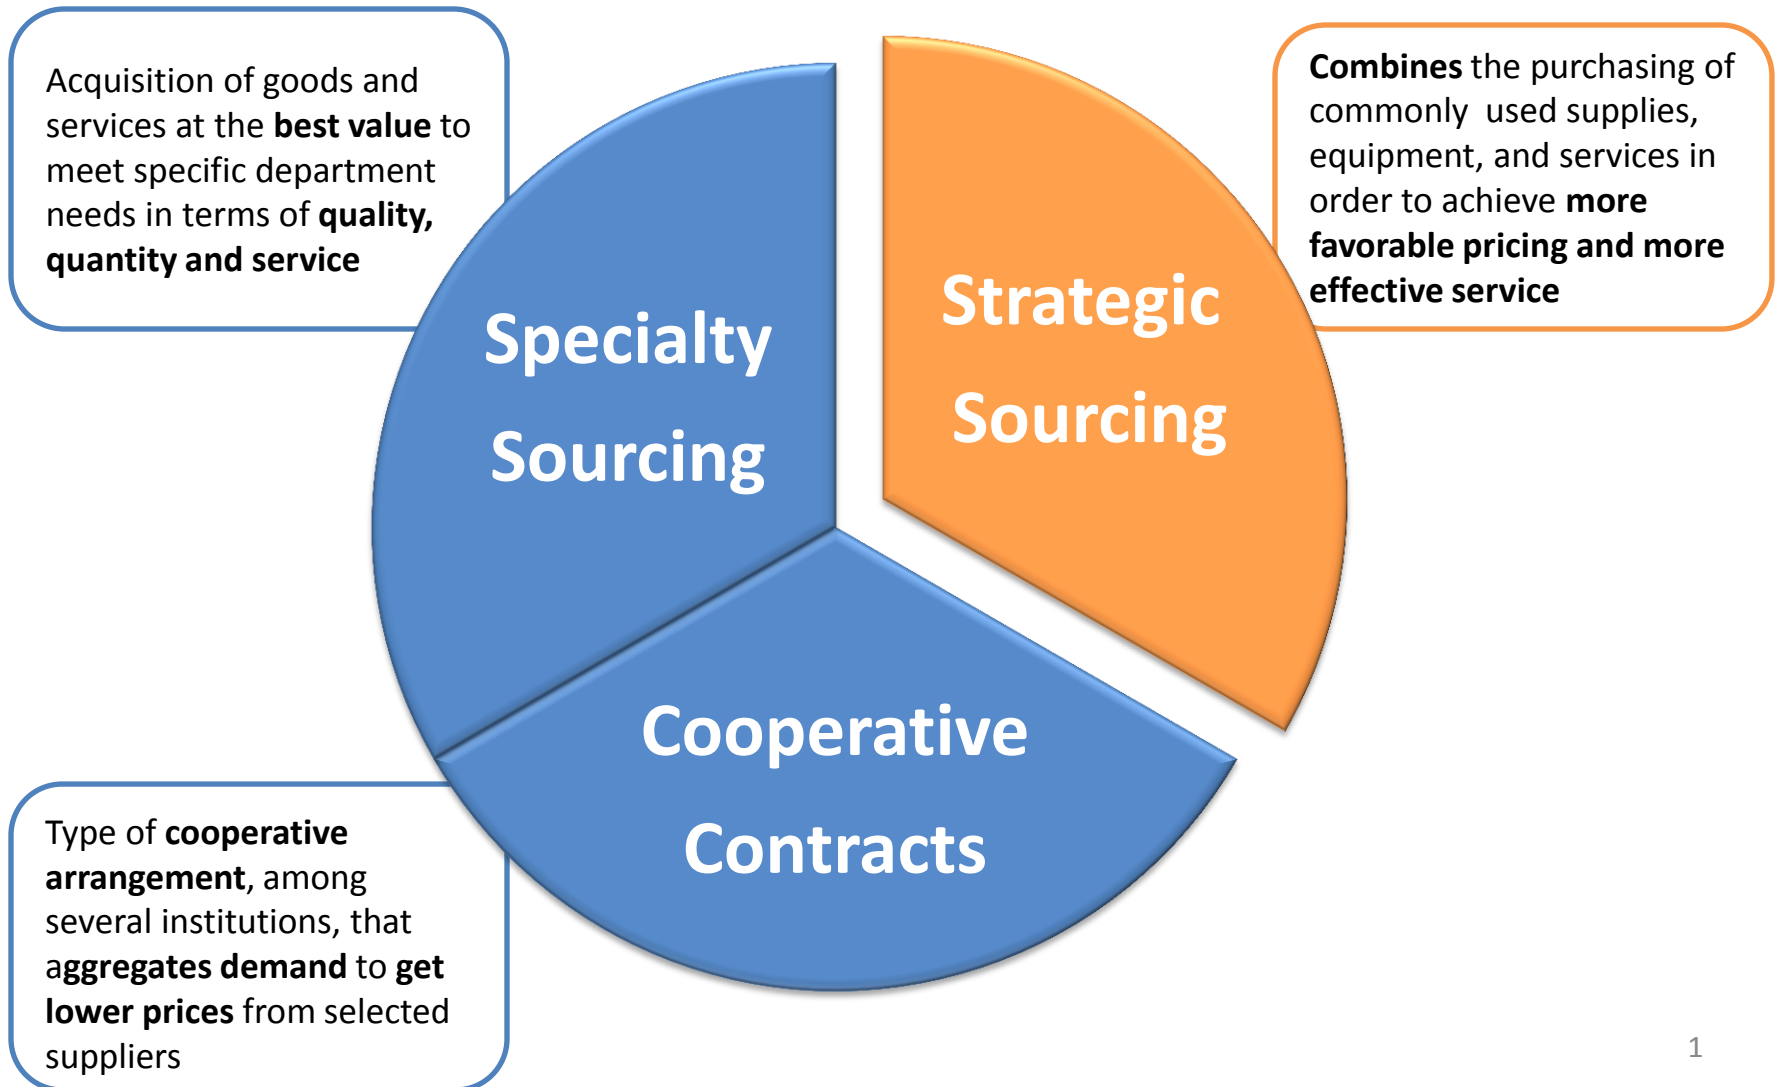 Acquisition of goods and
services at the best value to
meet specific department
needs in terms of quality,
quantity and service
Combines the purchasing of
commonly used supplies,
equipment, and services in
order to achieve more
favorable pricing and more
effective service
Specialty
Sourcing
Strategic
Sourcing
Cooperative
Contracts
Type of cooperative
arrangement, among
several institutions, that
aggregates demand to get
lower prices from selected
suppliers
1